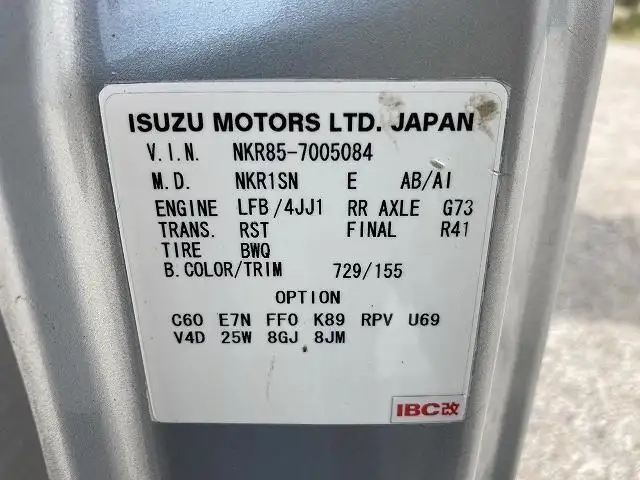 ISUZU MOTORS LTD. JAPAN
V.I.N. NKR85-7005084
M.D. NKR1SN E AB/AI
ENGINE LFB/4JJ1 RR AXLE G73
TRANS. RST FINAL R41
TIRE BWQ
B.COLOR/TRIM 729/155
OPTION
C60 E7N FF0 K89 RPV U69
V4D 25W 8GJ 8JM
IBC改